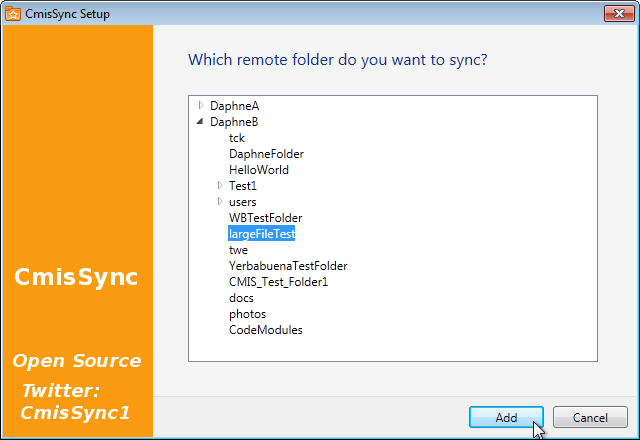 CmisSync Setup
Which remote folder do you want to sync?
DaphneA
DaphneB
tck
DaphneFolder
HelloWorld
Test1
users
WBTestFolder
largeFileTest
twe
YerbabuenaTestFolder
CMIS_Test_Folder1
docs
photos
CodeModules
CmisSync
Open Source
Twitter:
CmisSync1
Add Cancel